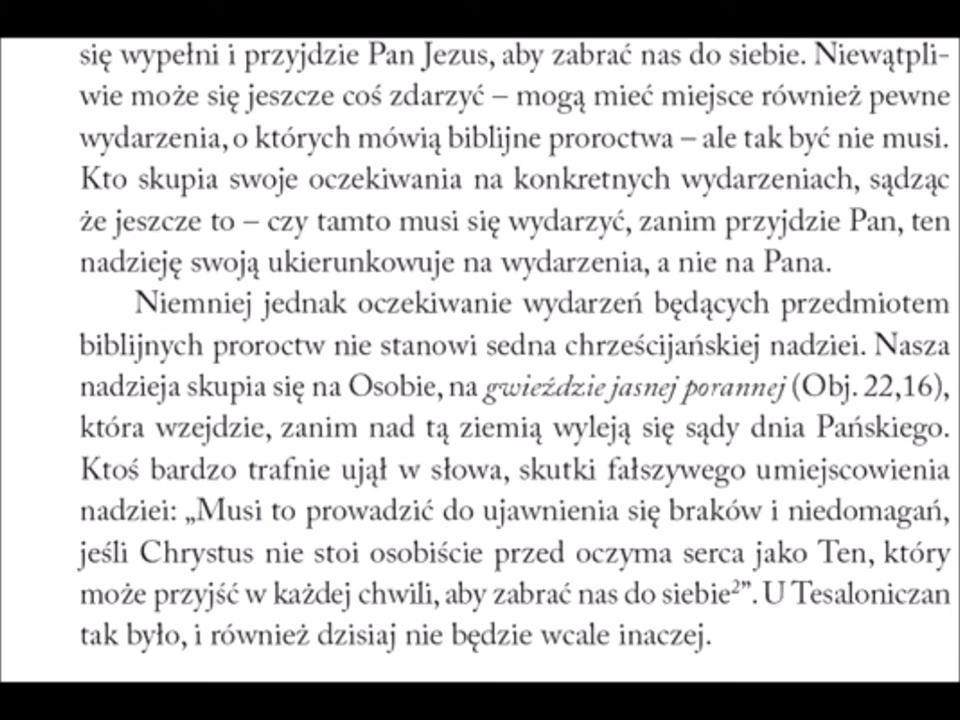 się wypełni i przyjdzie Pan Jezus, aby zabrać nas do siebie. Niewątpli-
wie może się jeszcze coś zdarzyć – mogą mieć miejsce również pewne
wydarzenia, o których mówią biblijne proroctwa – ale tak być nie musi.
Kto skupia swoje oczekiwania na konkretnych wydarzeniach, sądząc
że jeszcze to – czy tamto musi się wydarzyć, zanim przyjdzie Pan, ten
nadzieję swoją ukierunkowuje na wydarzenia, a nie na Pana.
Niemniej jednak oczekiwanie wydarzeń będących przedmiotem
biblijnych proroctw nie stanowi sedna chrześcijańskiej nadziei. Nasza
nadzieja skupia się na Osobie, na gwieździe jasnej porannej (Obj. 22,16),
która wzejdzie, zanim nad tą ziemią wyleją się sądy dnia Pańskiego.
Ktoś bardzo trafnie ujął w słowa, skutki fałszywego umiejscowienia
nadziei: „Musi to prowadzić do ujawnienia się braków i niedomagań,
jeśli Chrystus nie stoi osobiście przed oczyma serca jako Ten, który
może przyjść w każdej chwili, aby zabrać nas do siebie²”. U Tesaloniczan
tak było, i również dzisiaj nie będzie wcale inaczej.